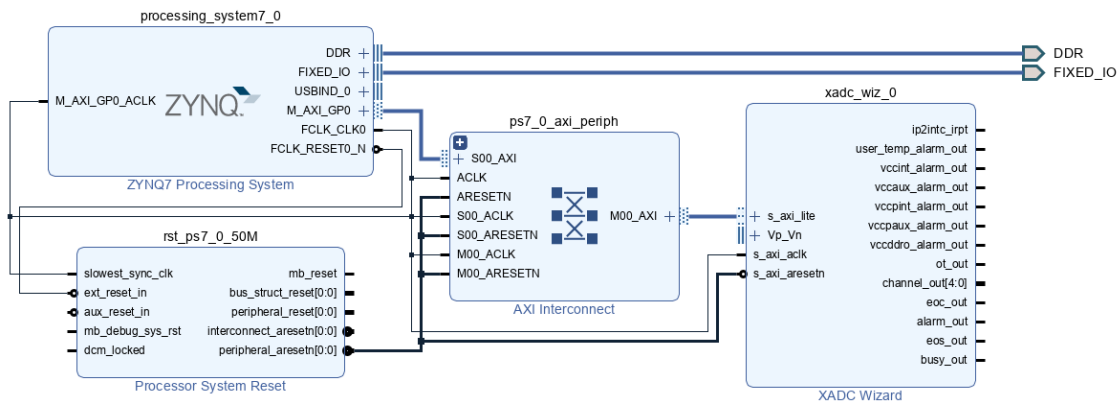 processing_system7_0
M_AXI_GP0_ACLK
ZYNQ
DDR
FIXED_IO
USBIND_0
M_AXI_GP0
FCLK_CLK0
FCLK_RESET0_N
ZYNQ7 Processing System
DDR
FIXED_IO
rst_ps7_0_50M
slowest_sync_clk
ext_reset_in
aux_reset_in
mb_debug_sys_rst
dcm_locked
mb_reset
bus_struct_reset[0:0]
peripheral_reset[0:0]
interconnect_aresetn[0:0]
peripheral_aresetn[0:0]
Processor System Reset
ps7_0_axi_periph
S00_AXI
ACLK
ARESETN
S00_ACLK
S00_ARESETN
M00_ACLK
M00_ARESETN
M00_AXI
AXI Interconnect
xadc_wiz_0
s_axi_lite
Vp_Vn
s_axi_aclk
s_axi_aresetn
ip2intc_irpt
user_temp_alarm_out
vccint_alarm_out
vccaux_alarm_out
vccpint_alarm_out
vccpaux_alarm_out
vccddro_alarm_out
ot_out
channel_out[4:0]
eoc_out
alarm_out
eos_out
busy_out
XADC Wizard